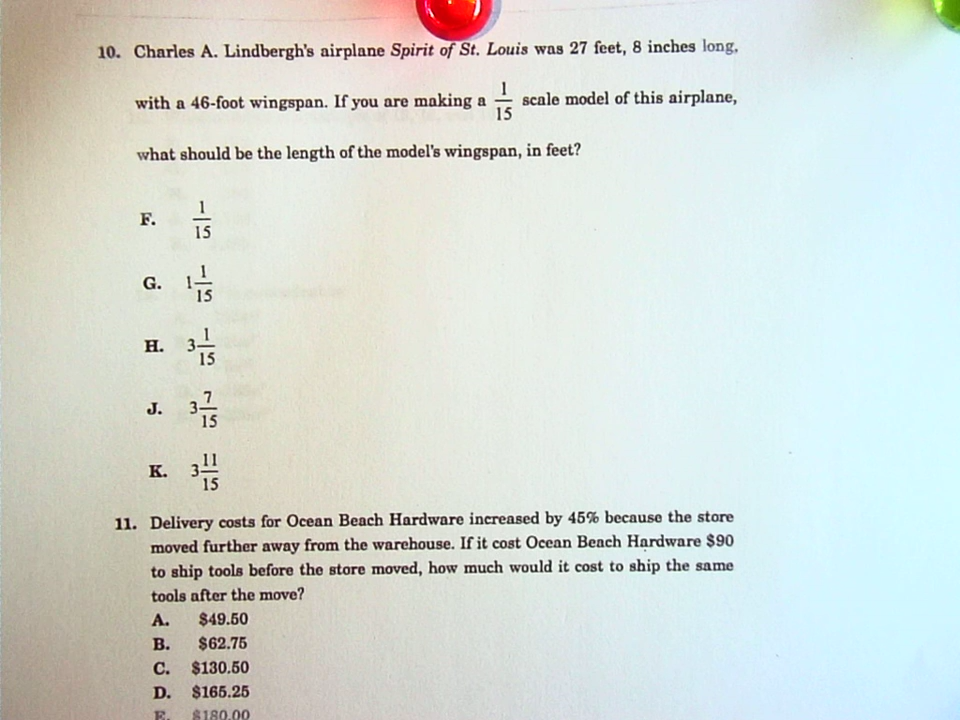 10. Charles A. Lindbergh's airplane Spirit of St. Louis was 27 feet, 8 inches long,
with a 46-foot wingspan. If you are making a 1/15 scale model of this airplane,
what should be the length of the model's wingspan, in feet?
F. 1/15
G. 1 1/15
H. 3 1/15
J. 3 7/15
K. 3 11/15
11. Delivery costs for Ocean Beach Hardware increased by 45% because the store
moved further away from the warehouse. If it cost Ocean Beach Hardware $90
to ship tools before the store moved, how much would it cost to ship the same
tools after the move?
A. $49.50
B. $62.75
C. $130.50
D. $165.25
E. $180.00